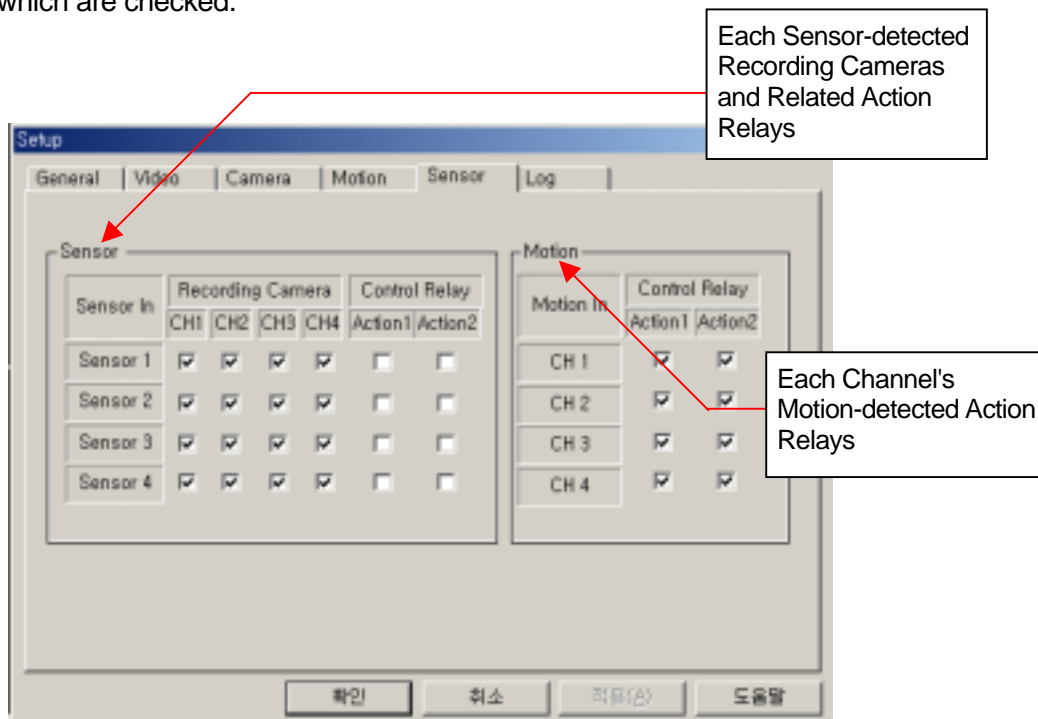 which are checked.
Each Sensor-detected
Recording Cameras
and Related Action
Relays
Setup
General Video Camera Motion Sensor Log
Sensor
Sensor In
Recording Camera Control Relay
CH1 CH2 CH3 CH4 Action1 Action2
Sensor 1
Sensor 2
Sensor 3
Sensor 4
Motion
Motion In
Control Relay
Action1 Action2
CH 1
CH 2
CH 3
CH 4
Each Channel's
Motion-detected Action
Relays
확인 취소 적용(A) 도움말